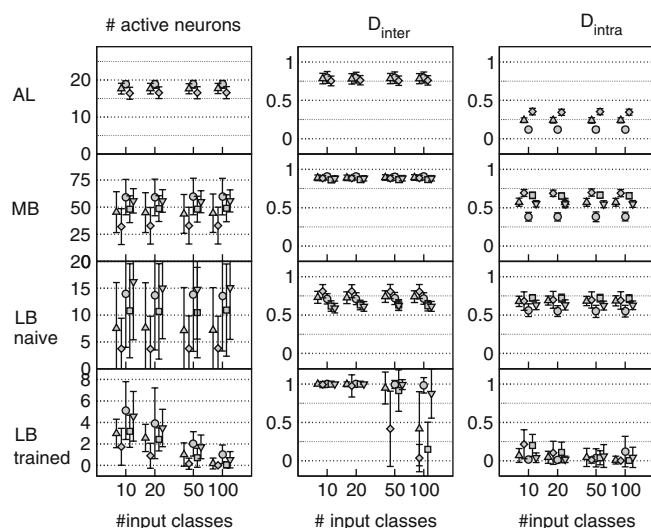 # active neurons D_inter D_intra
AL 20 10 0 1 0.5 0 1 0.5 0
MB 75 50 25 0 1 0.5 0 1 0.5 0
LB naive 20 15 10 5 0 1 0.5 0 1 0.5 0
LB trained 8 6 4 2 0 1 0.5 0 1 0.5 0
10 20 50 100 10 20 50 100 10 20 50 100
#input classes # input classes #input classes